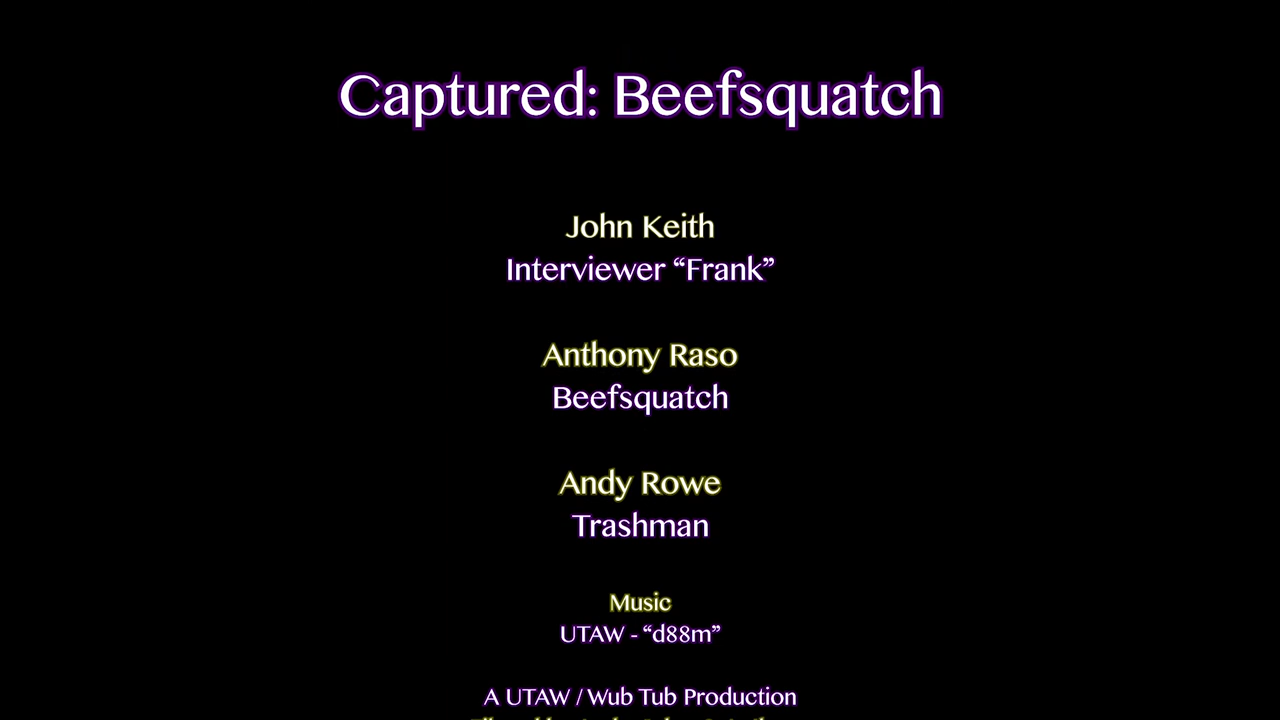 Captured: Beefsquatch
John Keith
Interviewer “Frank”
Anthony Raso
Beefsquatch
Andy Rowe
Trashman
Music
UTAW - “d88m”
A UTAW / Wub Tub Production